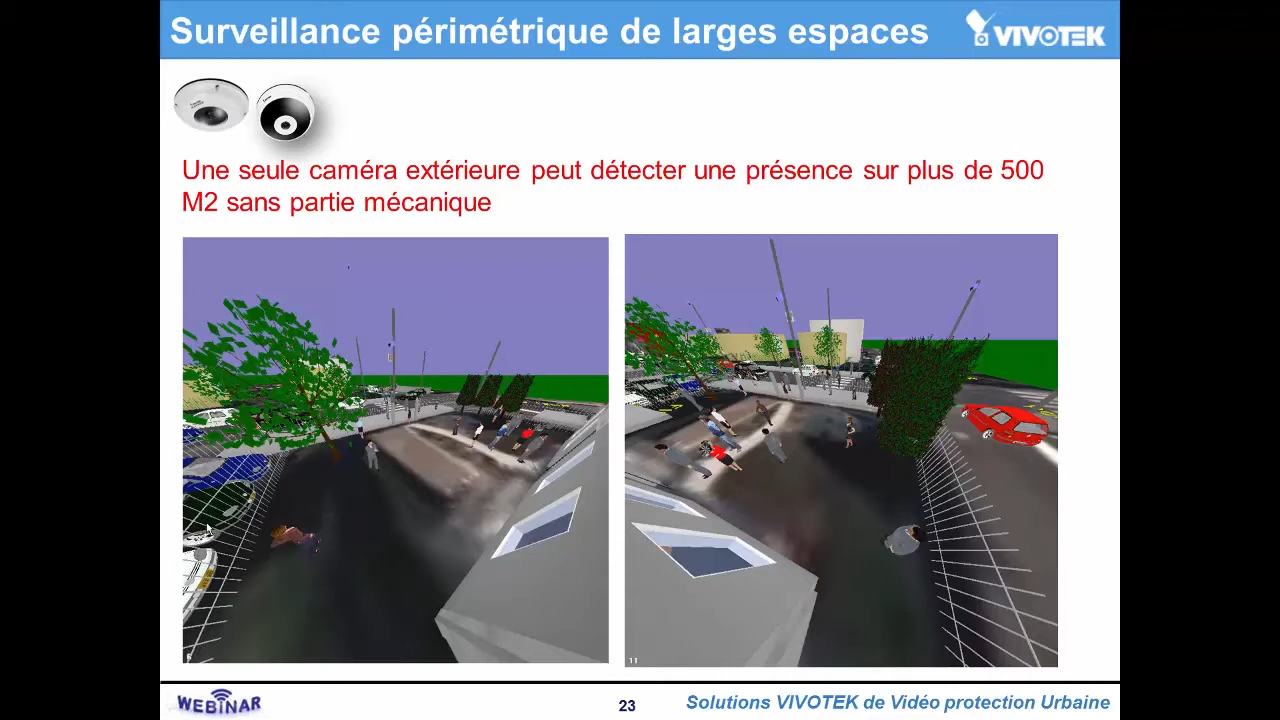 Surveillance périmétrique de larges espaces
VIVOTEK
Une seule caméra extérieure peut détecter une présence sur plus de 500
M2 sans partie mécanique
11
WEBINAR
23
Solutions VIVOTEK de Vidéo protection Urbaine